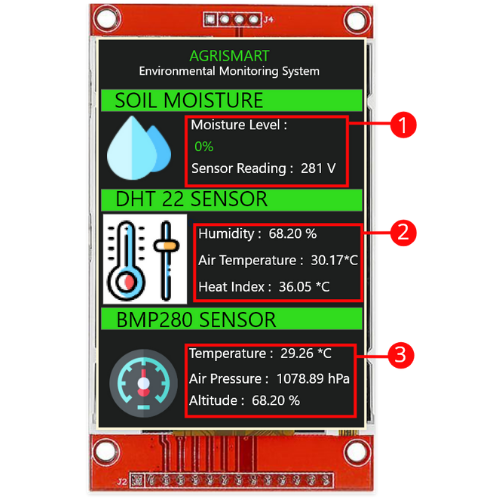 J4
AGRISMART
Environmental Monitoring System
SOIL MOISTURE
Moisture Level :
1
0%
Sensor Reading : 281 V
DHT 22 SENSOR
Humidity : 68.20 %
2
Air Temperature : 30.17*C
Heat Index : 36.05 *C
BMP280 SENSOR
Temperature : 29.26 *C
3
Air Pressure : 1078.89 hPa
Altitude : 68.20 %
J2